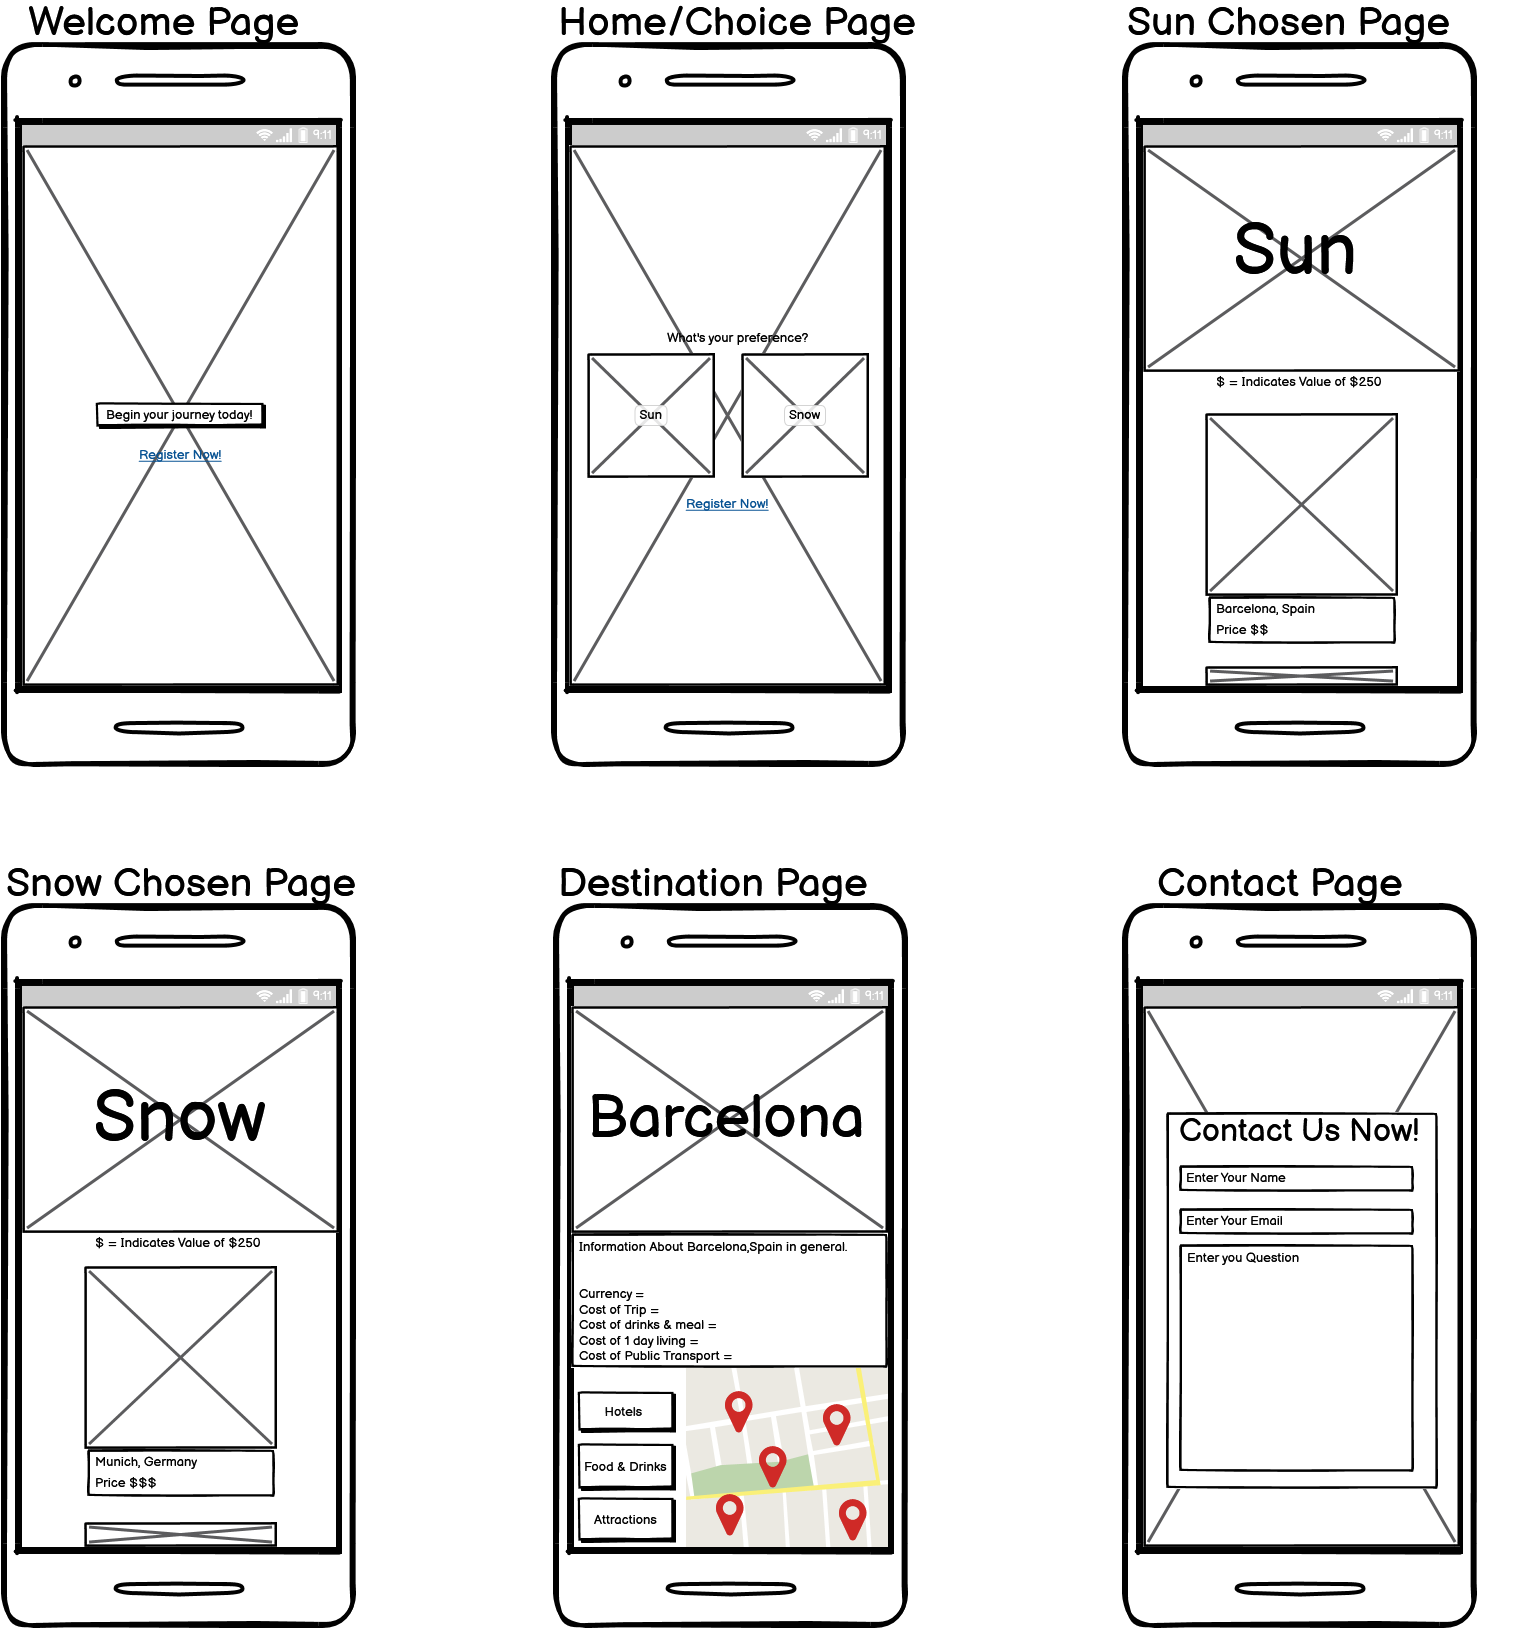 Welcome Page
9:11
Begin your journey today!
Register Now!
Home/Choice Page
9:11
What's your preference?
Sun
Snow
Register Now!
Sun Chosen Page
9:11
Sun
$ = Indicates Value of $250
Barcelona, Spain
Price $$
Snow Chosen Page
9:11
Snow
$ = Indicates Value of $250
Munich, Germany
Price $$$
Destination Page
9:11
Barcelona
Information About Barcelona,Spain in general.
Currency =
Cost of Trip =
Cost of drinks & meal =
Cost of 1 day living =
Cost of Public Transport =
Hotels
Food & Drinks
Attractions
Contact Page
9:11
Contact Us Now!
Enter Your Name
Enter Your Email
Enter you Question